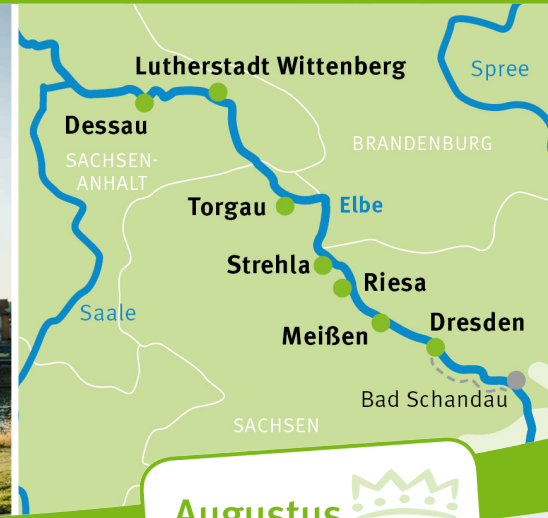 Lutherstadt Wittenberg
Spree
Dessau
BRANDENBURG
SACHSEN-
ANHALT
Torgau
Elbe
Strehla
Riesa
Saale
Dresden
Meißen
Bad Schandau
SACHSEN
Augustus